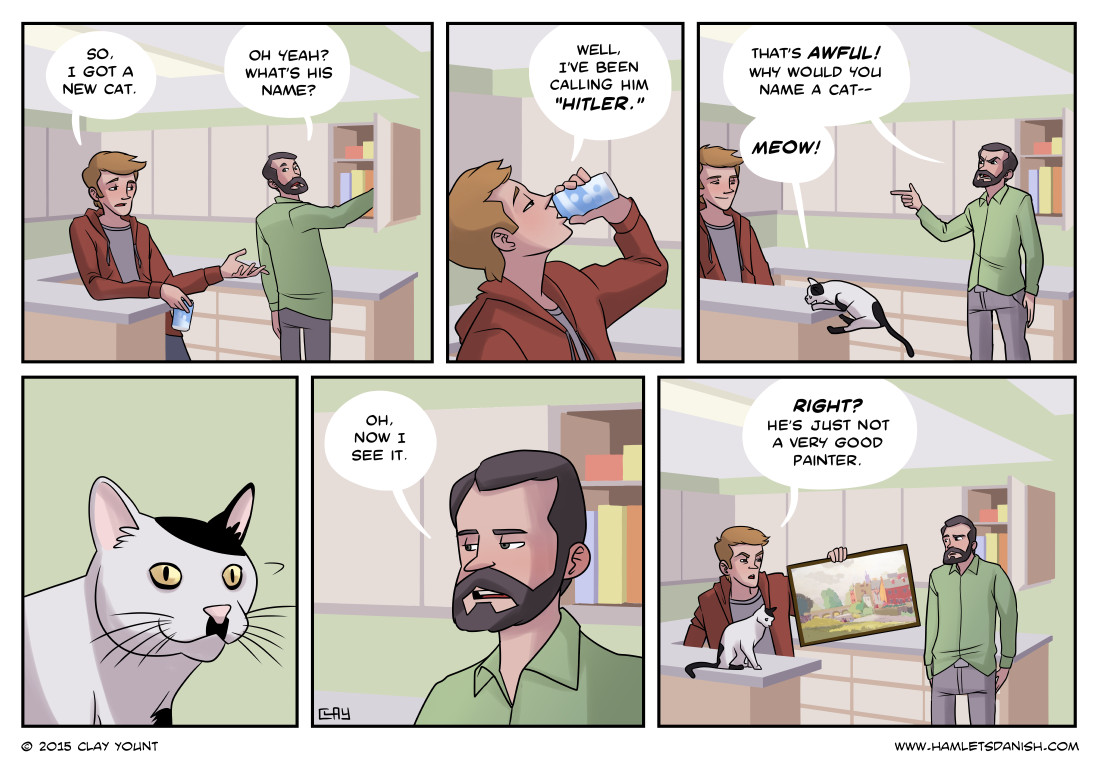 SO,
I GOT A
NEW CAT.
OH YEAH?
WHAT'S HIS
NAME?
WELL,
I'VE BEEN
CALLING HIM
"HITLER."
THAT'S AWFUL!
WHY WOULD YOU
NAME A CAT--
MEOW!
OH,
NOW I
SEE IT.
CLAY
RIGHT?
HE'S JUST NOT
A VERY GOOD
PAINTER.
© 2015 CLAY YOUNT
WWW.HAMLETSDANISH.COM